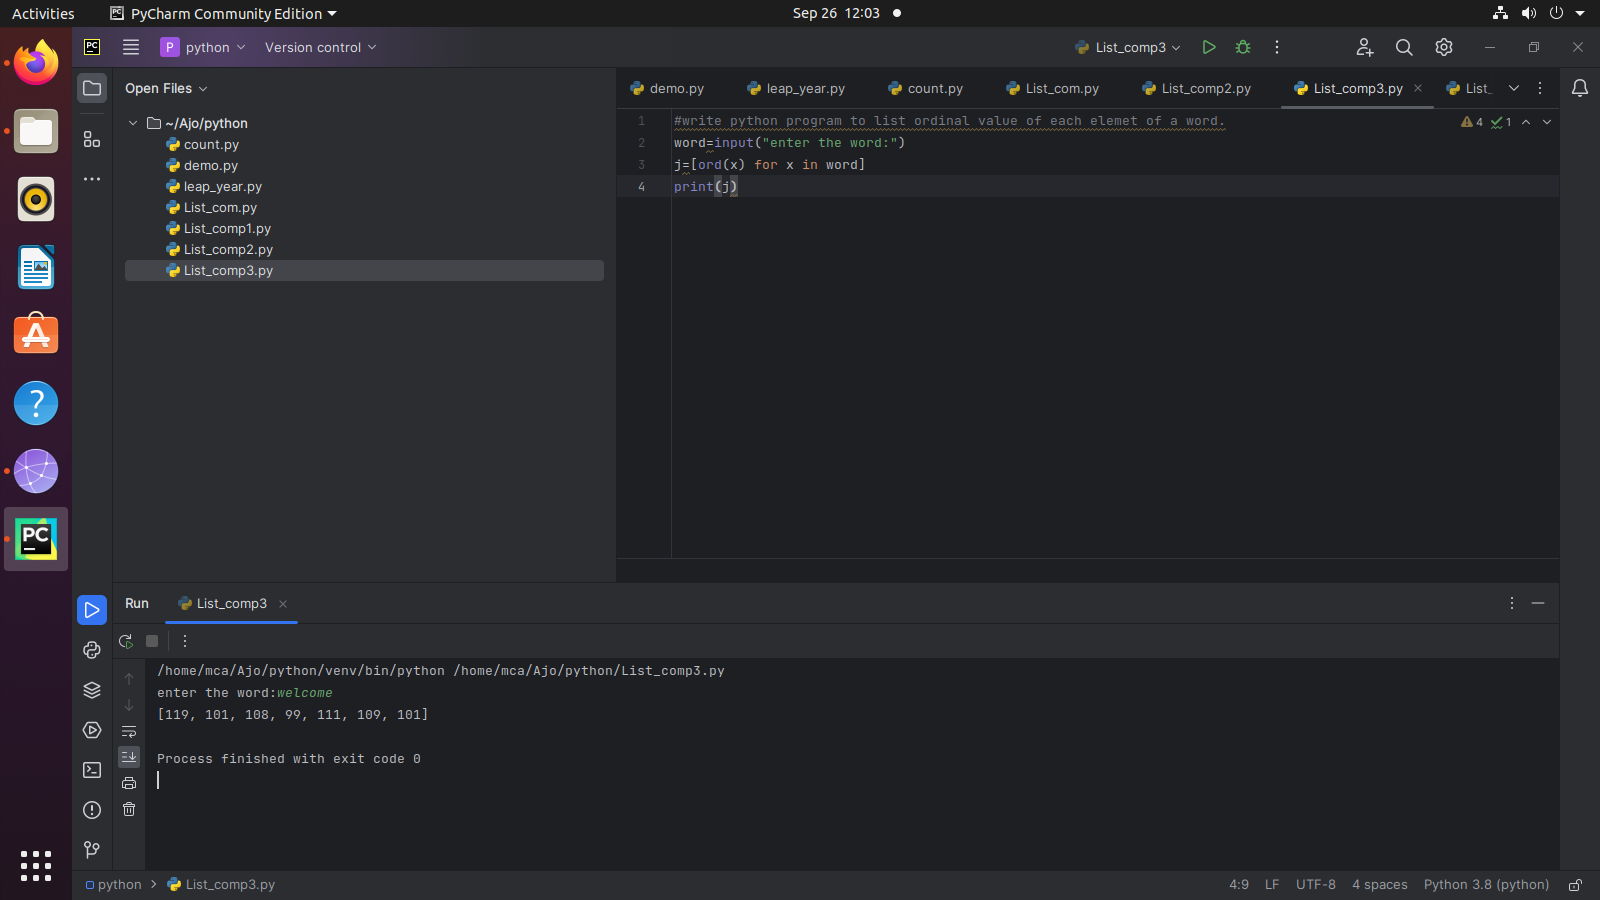 Activities
PyCharm Community Edition
Sep 26 12:03
PC
P python
Version control
List_comp3
Open Files
demo.py
leap_year.py
count.py
List_com.py
List_comp2.py
List_comp3.py
List_
~/Ajo/python
count.py
demo.py
leap_year.py
List_com.py
List_comp1.py
List_comp2.py
List_comp3.py
1 #write python program to list ordinal value of each elemet of a word.
2 word=input("enter the word:")
3 j=[ord(x) for x in word]
4 print(j)
4 1
PC
Run
List_comp3
/home/mca/Ajo/python/venv/bin/python /home/mca/Ajo/python/List_comp3.py
enter the word:welcome
[119, 101, 108, 99, 111, 109, 101]
Process finished with exit code 0
python > List_comp3.py
4:9 LF UTF-8 4 spaces Python 3.8 (python)